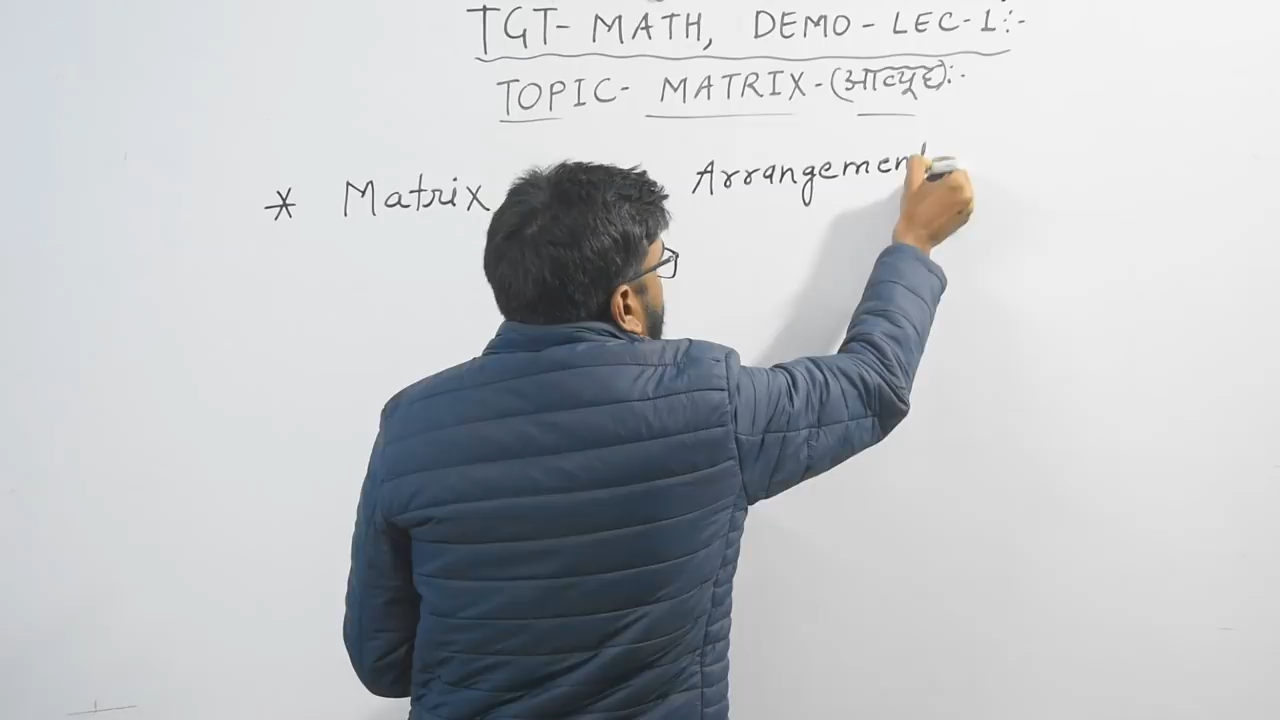 TGT- MATH, DEMO - LEC-1:-
TOPIC- MATRIX-(आव्यूह):-
* Matrix Arrangement